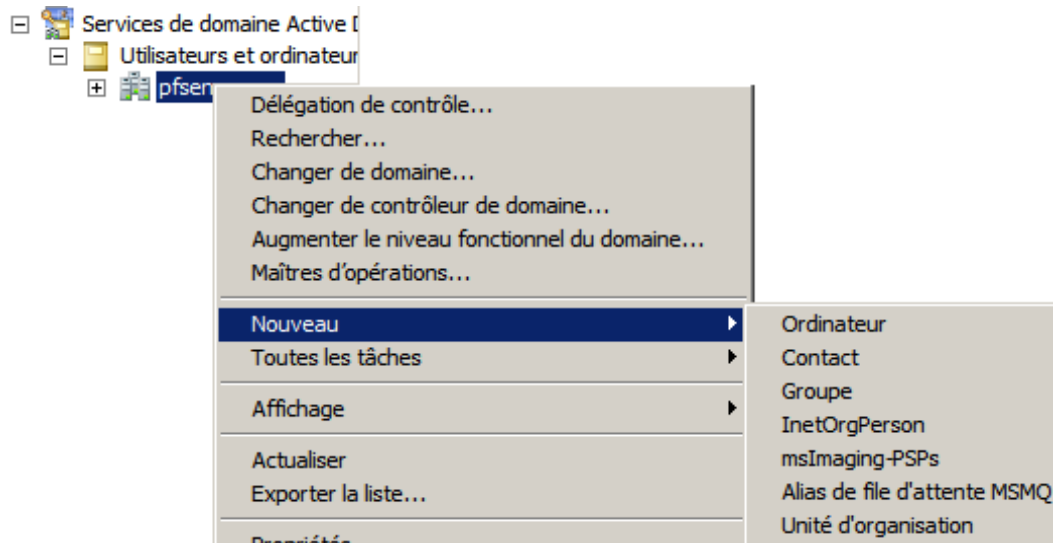 Services de domaine Active
Utilisateurs et ordinateur
pfsen
Délégation de contrôle...
Rechercher...
Changer de domaine...
Changer de contrôleur de domaine...
Augmenter le niveau fonctionnel du domaine...
Maîtres d'opérations...
Nouveau
Toutes les tâches
Affichage
Actualiser
Exporter la liste...
Propriétés
Ordinateur
Contact
Groupe
InetOrgPerson
msImaging-PSPs
Alias de file d'attente MSMQ
Unité d'organisation